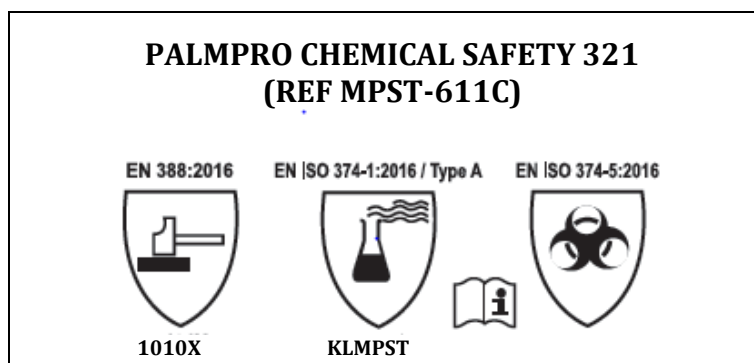 PALMPRO CHEMICAL SAFETY 321
(REF MPST-611C)
EN 388:2016 EN ISO 374-1:2016 / Type A EN ISO 374-5:2016
i
1010X KLMPST